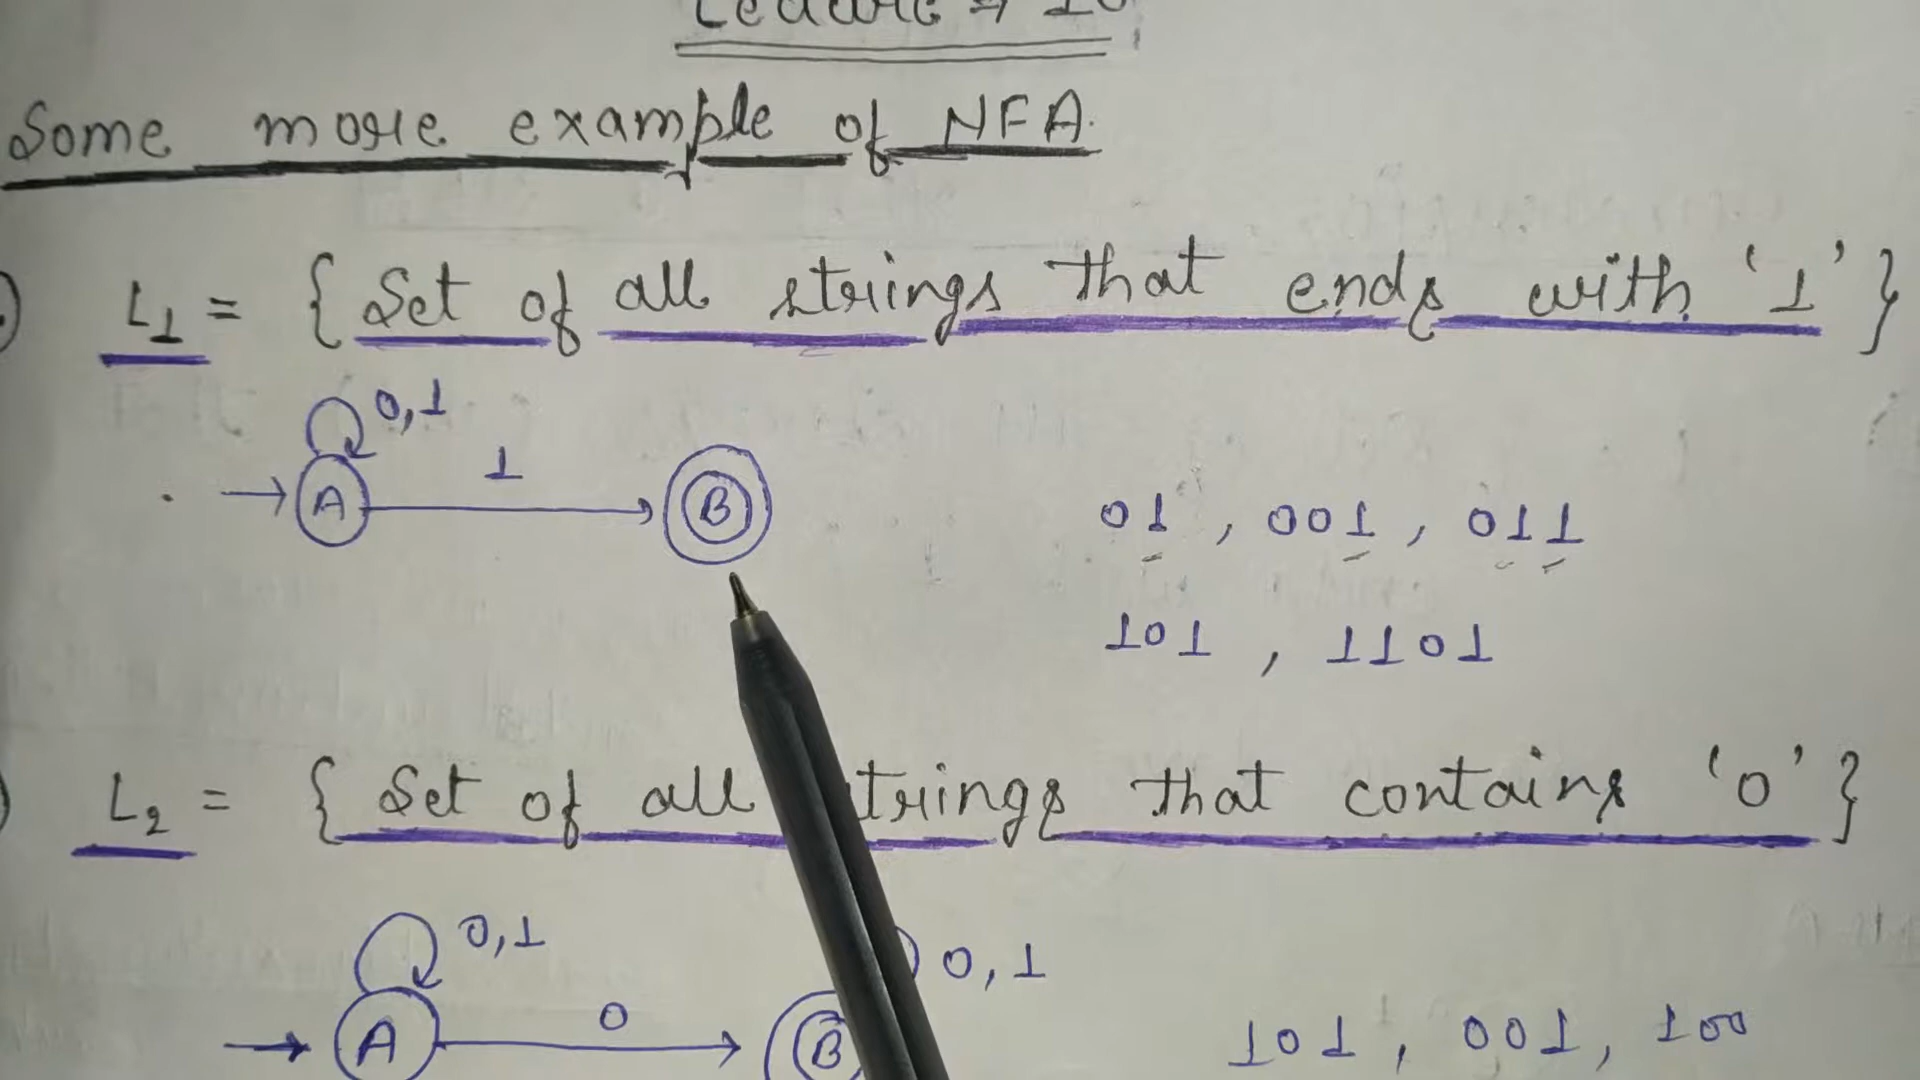 Lecture ⇒ 10
Some more example of NFA.
L₁ = { Set of all strings that ends with '1' }
0,1
A 1 B
01 , 001 , 011
101 , 1101
L₂ = { Set of all trings that contains '0' }
0,1 0,1
A 0 B
101 , 001 , 100